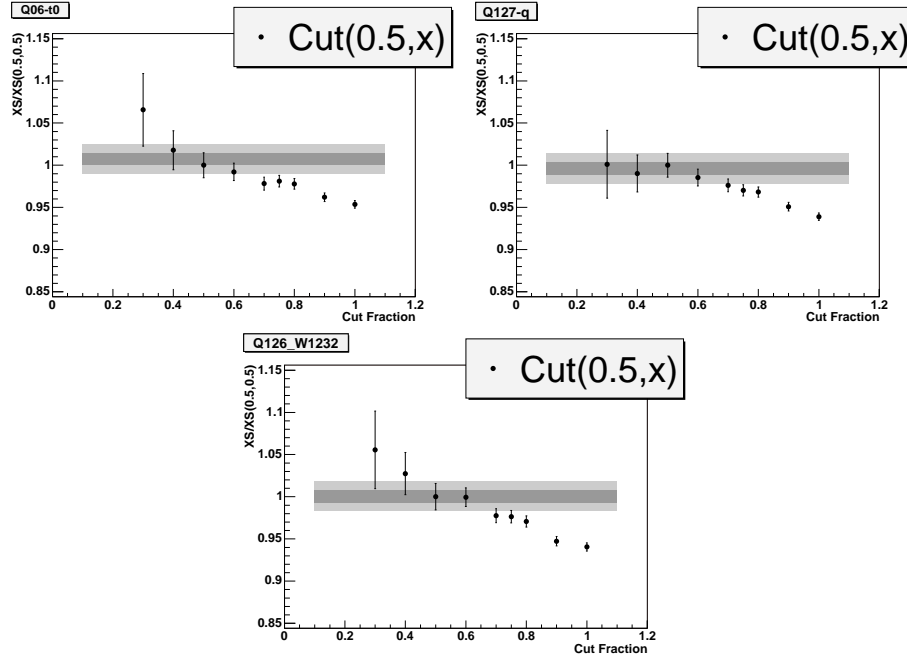 Q06-t0
Cut(0.5,x)
XS/XS(0.5,0.5)
1.15
1.1
1.05
1
0.95
0.9
0.85
0 0.2 0.4 0.6 0.8 1 1.2
Cut Fraction
Q127-q
Cut(0.5,x)
XS/XS(0.5,0.5)
1.15
1.1
1.05
1
0.95
0.9
0.85
0 0.2 0.4 0.6 0.8 1 1.2
Cut Fraction
Q126_W1232
Cut(0.5,x)
XS/XS(0.5,0.5)
1.15
1.1
1.05
1
0.95
0.9
0.85
0 0.2 0.4 0.6 0.8 1 1.2
Cut Fraction